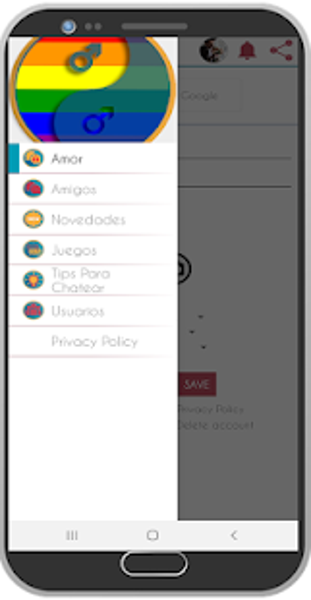 Google
Amor
Amigos
Novedades
Juegos
Tips Para
Chatear
Usuarios
Privacy Policy
SAVE
Privacy Policy
Delete account